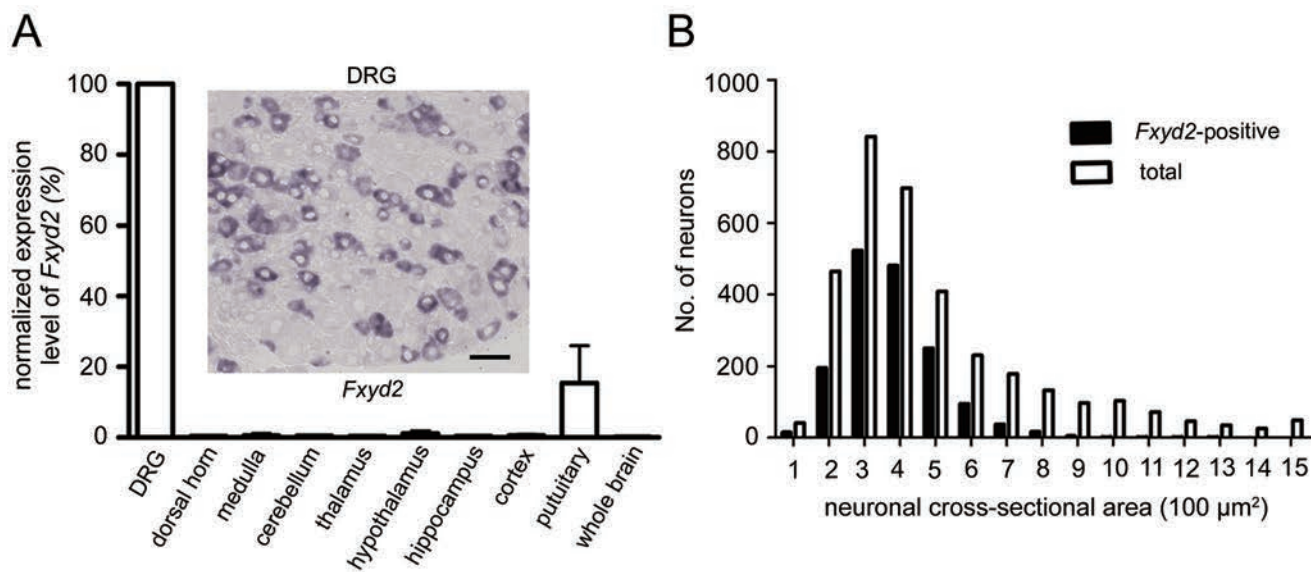 A
normalized expression
level of Fxyd2 (%)
100
80
60
40
20
0
DRG
Fxyd2
DRG
dorsal horn
medulla
cerebellum
thalamus
hypothalamus
hippocampus
cortex
putuitary
whole brain
B
No. of neurons
1000
800
600
400
200
0
Fxyd2-positive
total
1 2 3 4 5 6 7 8 9 10 11 12 13 14 15
neuronal cross-sectional area (100 µm²)